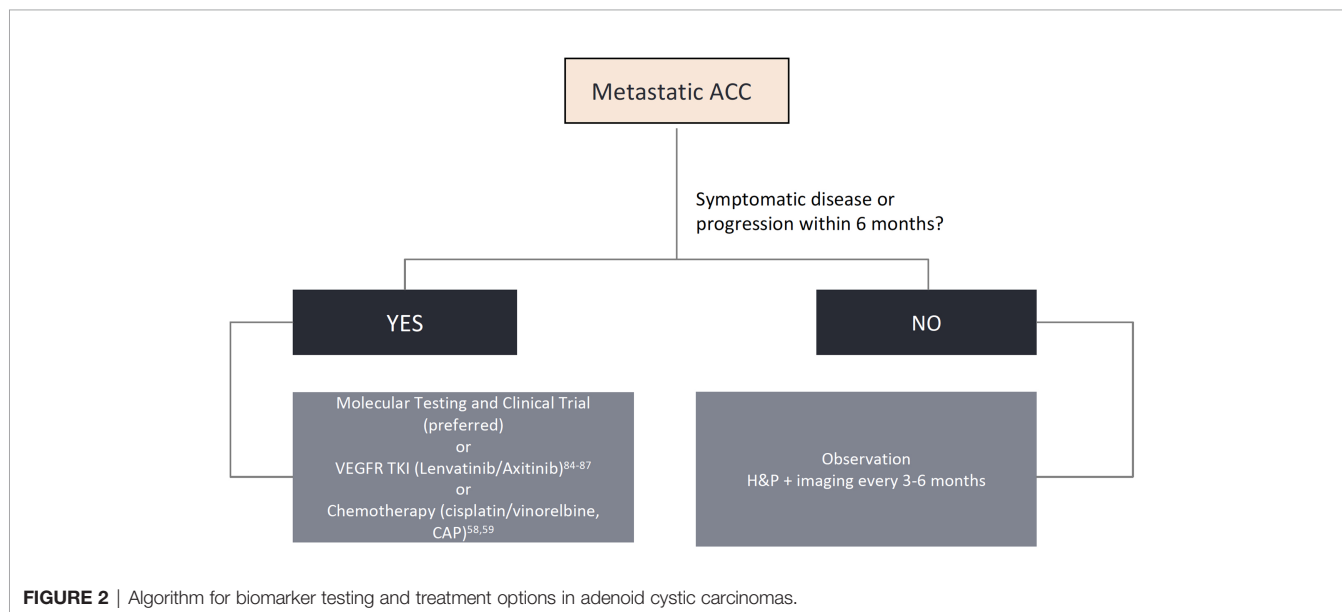 Metastatic ACC
Symptomatic disease or
progression within 6 months?
YES
NO
Molecular Testing and Clinical Trial
(preferred)
or
VEGFR TKI (Lenvatinib/Axitinib)84-87
or
Chemotherapy (cisplatin/vinorelbine,
CAP)58,59
Observation
H&P + imaging every 3-6 months
FIGURE 2 | Algorithm for biomarker testing and treatment options in adenoid cystic carcinomas.